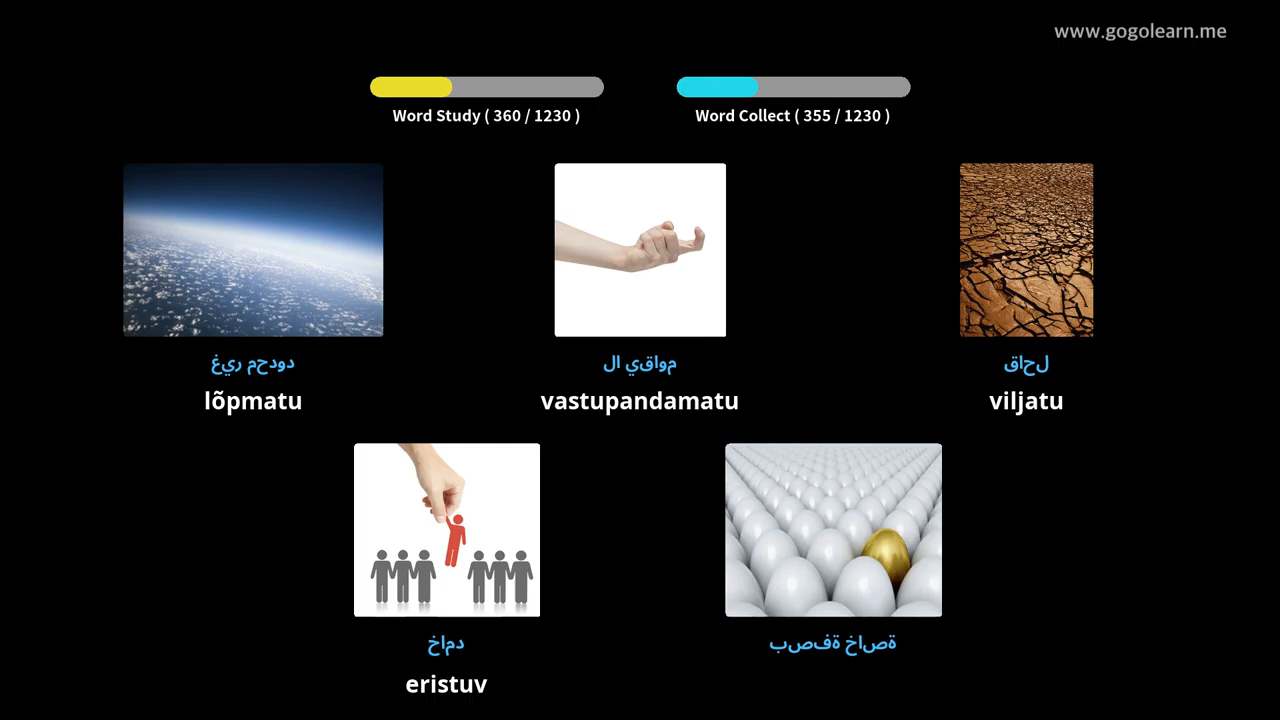 www.gogolearn.me
Word Study ( 360 / 1230 )
Word Collect ( 355 / 1230 )
دودحم ريغ
مواقي ال
لحاق
lõpmatu
vastupandamatu
viljatu
دماخ
ةصاخ ةفصب
eristuv